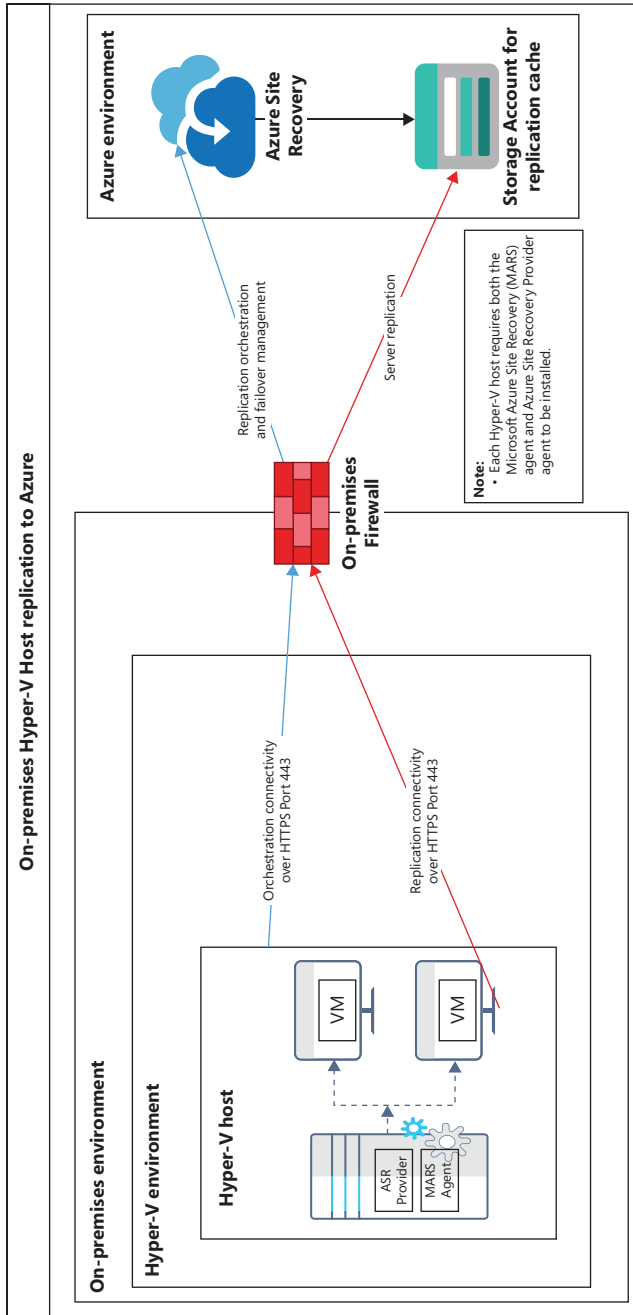 On-premises Hyper-V Host replication to Azure
On-premises environment
Hyper-V environment
Hyper-V host
ASR
Provider
MARS
Agent
VM
VM
Orchestration connectivity
over HTTPS Port 443
Replication connectivity
over HTTPS Port 443
On-premises
Firewall
Replication orchestration
and failover management
Server replication
Azure environment
Azure Site
Recovery
Storage Account for
replication cache
Note:
• Each Hyper-V host requires both the
Microsoft Azure Site Recovery (MARS)
agent and Azure Site Recovery Provider
agent to be installed.